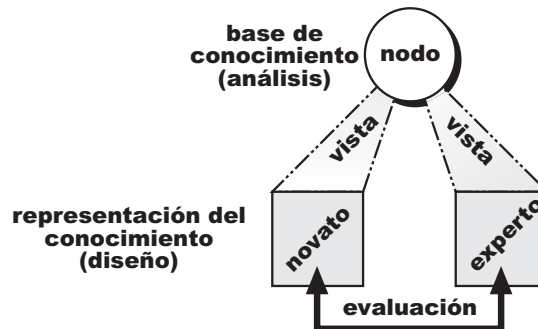 base de
conocimiento
(análisis)
nodo
vista
vista
representación del
conocimiento
(diseño)
novato
experto
evaluación